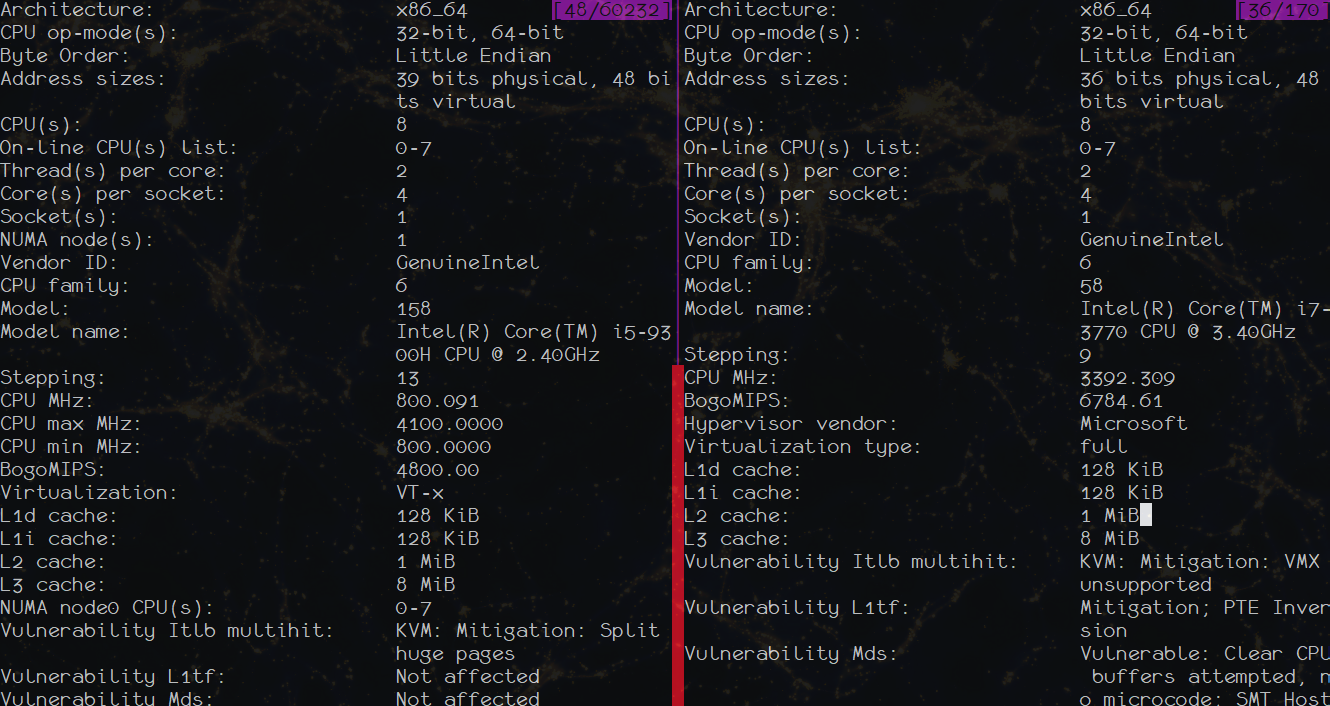 Architecture: x86_64 [48/60232]
CPU op-mode(s): 32-bit, 64-bit
Byte Order: Little Endian
Address sizes: 39 bits physical, 48 bi
ts virtual
CPU(s): 8
On-line CPU(s) list: 0-7
Thread(s) per core: 2
Core(s) per socket: 4
Socket(s): 1
NUMA node(s): 1
Vendor ID: GenuineIntel
CPU family: 6
Model: 158
Model name: Intel(R) Core(TM) i5-93
00H CPU @ 2.40GHz
Stepping: 13
CPU MHz: 800.091
CPU max MHz: 4100.0000
CPU min MHz: 800.0000
BogoMIPS: 4800.00
Virtualization: VT-x
L1d cache: 128 KiB
L1i cache: 128 KiB
L2 cache: 1 MiB
L3 cache: 8 MiB
NUMA node0 CPU(s): 0-7
Vulnerability Itlb multihit: KVM: Mitigation: Split
huge pages
Vulnerability L1tf: Not affected
Vulnerability Mds: Not affected
Architecture: x86_64 [36/170]
CPU op-mode(s): 32-bit, 64-bit
Byte Order: Little Endian
Address sizes: 36 bits physical, 48
bits virtual
CPU(s): 8
On-line CPU(s) list: 0-7
Thread(s) per core: 2
Core(s) per socket: 4
Socket(s): 1
Vendor ID: GenuineIntel
CPU family: 6
Model: 58
Model name: Intel(R) Core(TM) i7-
3770 CPU @ 3.40GHz
Stepping: 9
CPU MHz: 3392.309
BogoMIPS: 6784.61
Hypervisor vendor: Microsoft
Virtualization type: full
L1d cache: 128 KiB
L1i cache: 128 KiB
L2 cache: 1 MiB
L3 cache: 8 MiB
Vulnerability Itlb multihit: KVM: Mitigation: VMX
unsupported
Vulnerability L1tf: Mitigation; PTE Inver
sion
Vulnerability Mds: Vulnerable: Clear CPU
buffers attempted, n
o microcode; SMT Host